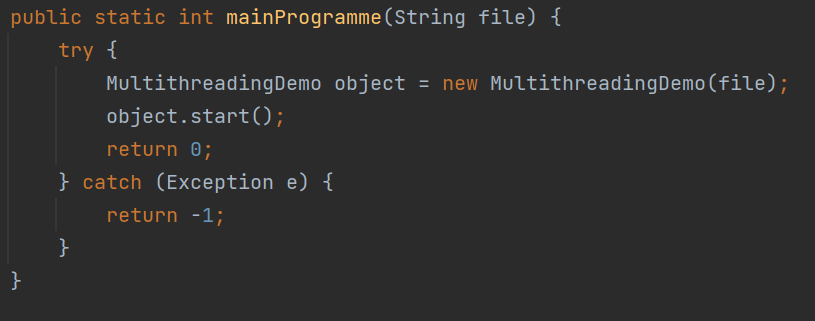 public static int mainProgramme(String file) {
    try {
        MultithreadingDemo object = new MultithreadingDemo(file);
        object.start();
        return 0;
    } catch (Exception e) {
        return -1;
    }
}